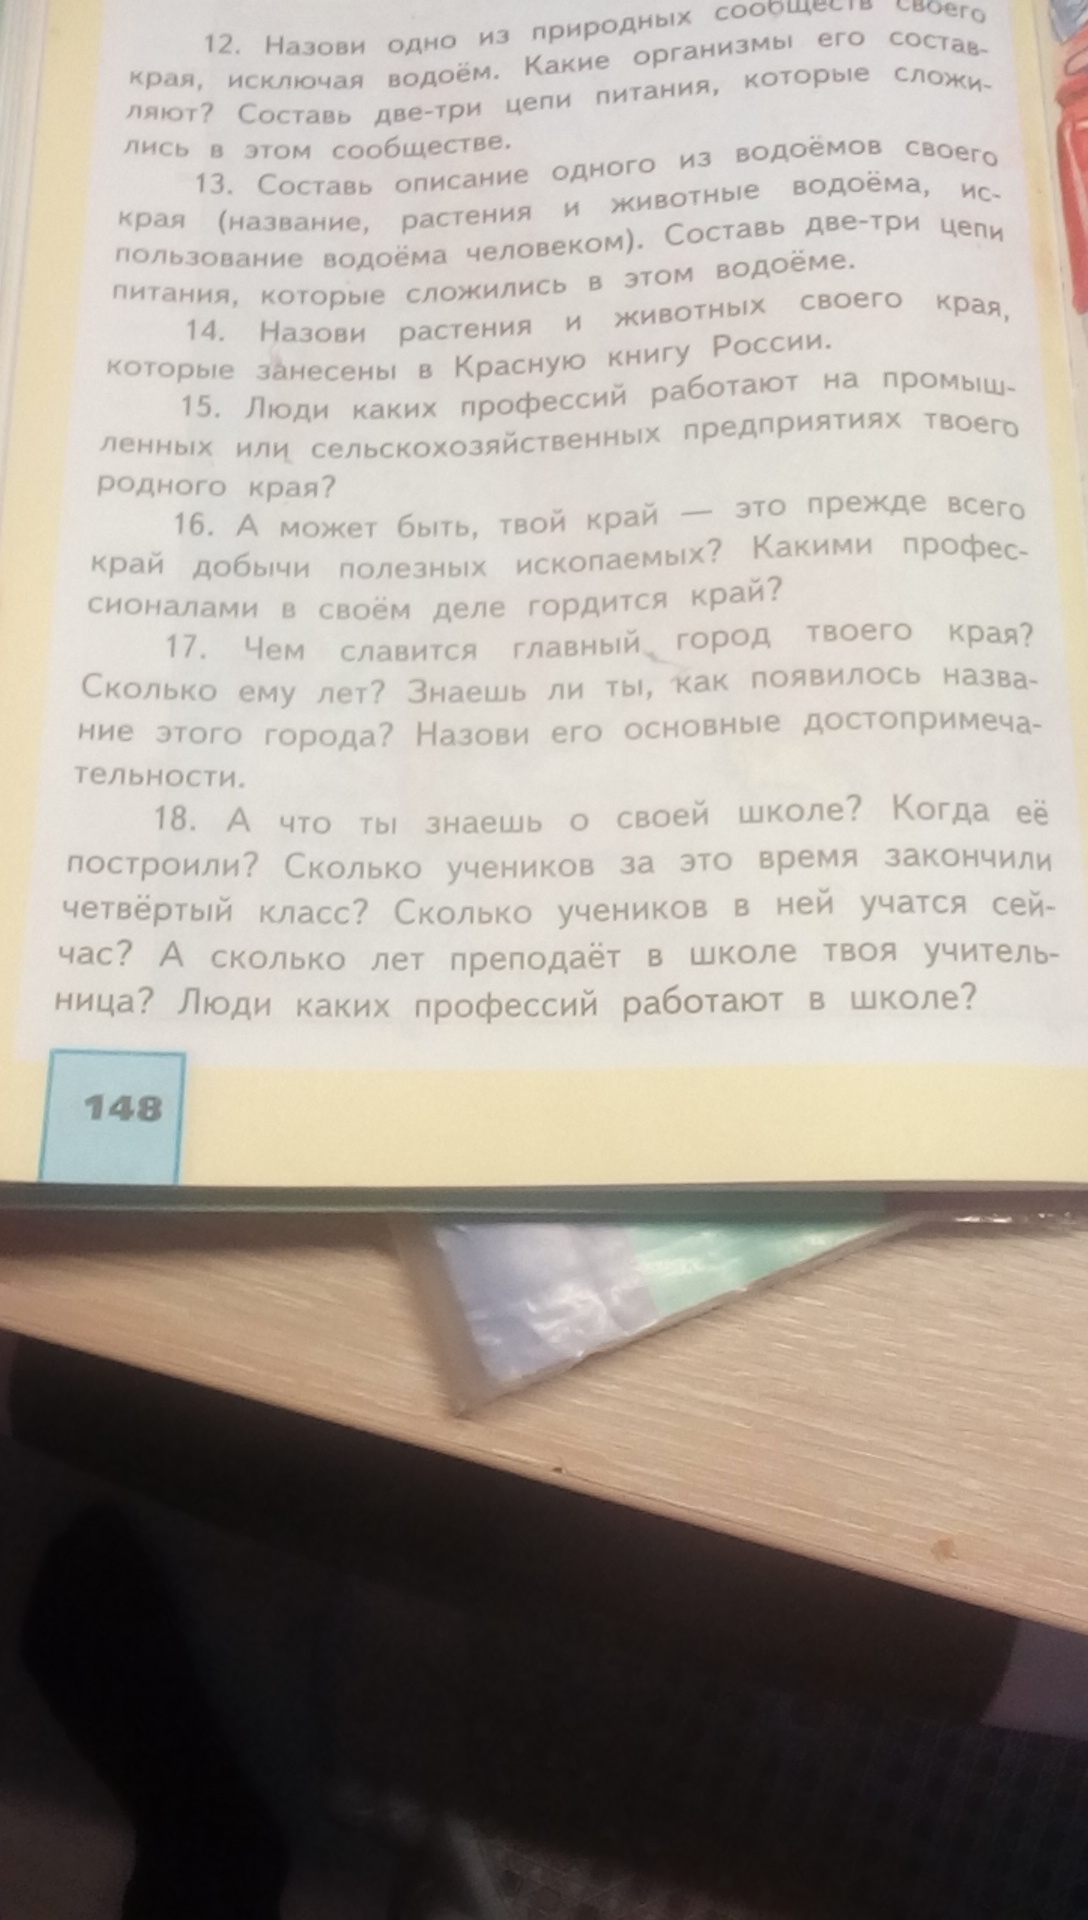 12. Назови одно из природных сообществ своего
края, исключая водоём. Какие организмы его состав-
ляют? Составь две-три цепи питания, которые сложи-
лись в этом сообществе.
13. Составь описание одного из водоёмов своего
края (название, растения и животные водоёма, ис-
пользование водоёма человеком). Составь две-три цепи
питания, которые сложились в этом водоёме.
14. Назови растения и животных своего края,
которые занесены в Красную книгу России.
15. Люди каких профессий работают на промыш-
ленных или сельскохозяйственных предприятиях твоего
родного края?
16. А может быть, твой край — это прежде всего
край добычи полезных ископаемых? Какими профес-
сионалами в своём деле гордится край?
17. Чем славится главный город твоего края?
Сколько ему лет? Знаешь ли ты, как появилось назва-
ние этого города? Назови его основные достопримеча-
тельности.
18. А что ты знаешь о своей школе? Когда её
построили? Сколько учеников за это время закончили
четвёртый класс? Сколько учеников в ней учатся сей-
час? А сколько лет преподаёт в школе твоя учитель-
ница? Люди каких профессий работают в школе?
148